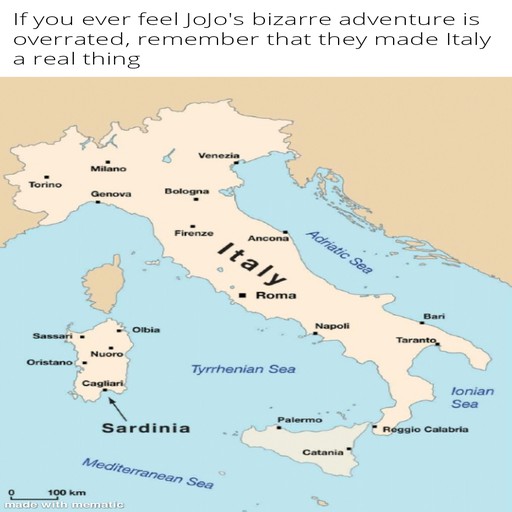 If you ever feel JoJo's bizarre adventure is
overrated, remember that they made Italy
a real thing
Venezia
Milano
Torino
Genova
Bologna
Firenze
Ancona
Adriatic Sea
Italy
Roma
Bari
Napoli
Taranto
Sassari
Olbia
Nuoro
Oristano
Cagliari
Tyrrhenian Sea
Ionian
Sea
Sardinia
Palermo
Reggio Calabria
Catania
Mediterranean Sea
0 100 km
made with mematic